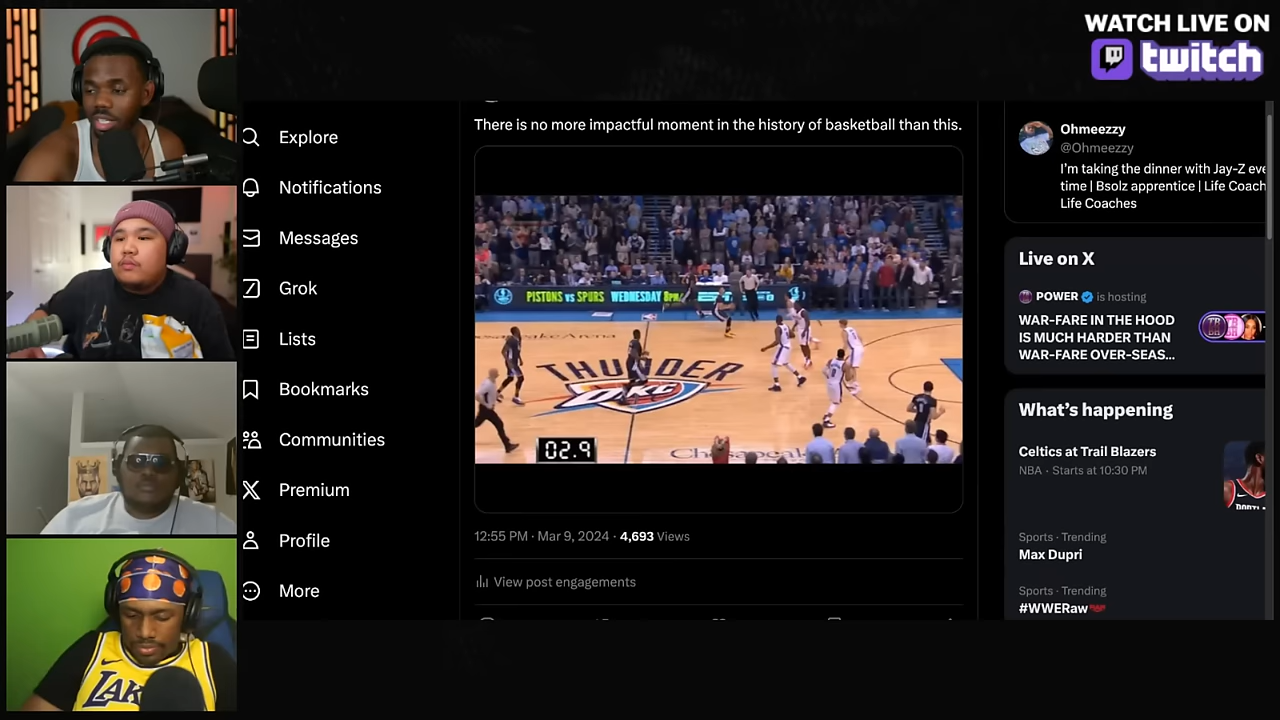 WATCH LIVE ON
twitch
Explore
Notifications
Messages
Grok
Lists
Bookmarks
Communities
Premium
Profile
More
There is no more impactful moment in the history of basketball than this.
PISTONS vs SPURS WEDNESDAY 8PM
THUNDER
OKC
02.9
Chesapeak
12:55 PM · Mar 9, 2024 · 4,693 Views
View post engagements
Ohmeezzy
@Ohmeezzy
I'm taking the dinner with Jay-Z eve
time | Bsolz apprentice | Life Coach
Life Coaches
Live on X
POWER is hosting
WAR-FARE IN THE HOOD
IS MUCH HARDER THAN
WAR-FARE OVER-SEAS...
What's happening
Celtics at Trail Blazers
NBA · Starts at 10:30 PM
Sports · Trending
Max Dupri
Sports · Trending
#WWERaw
LAK